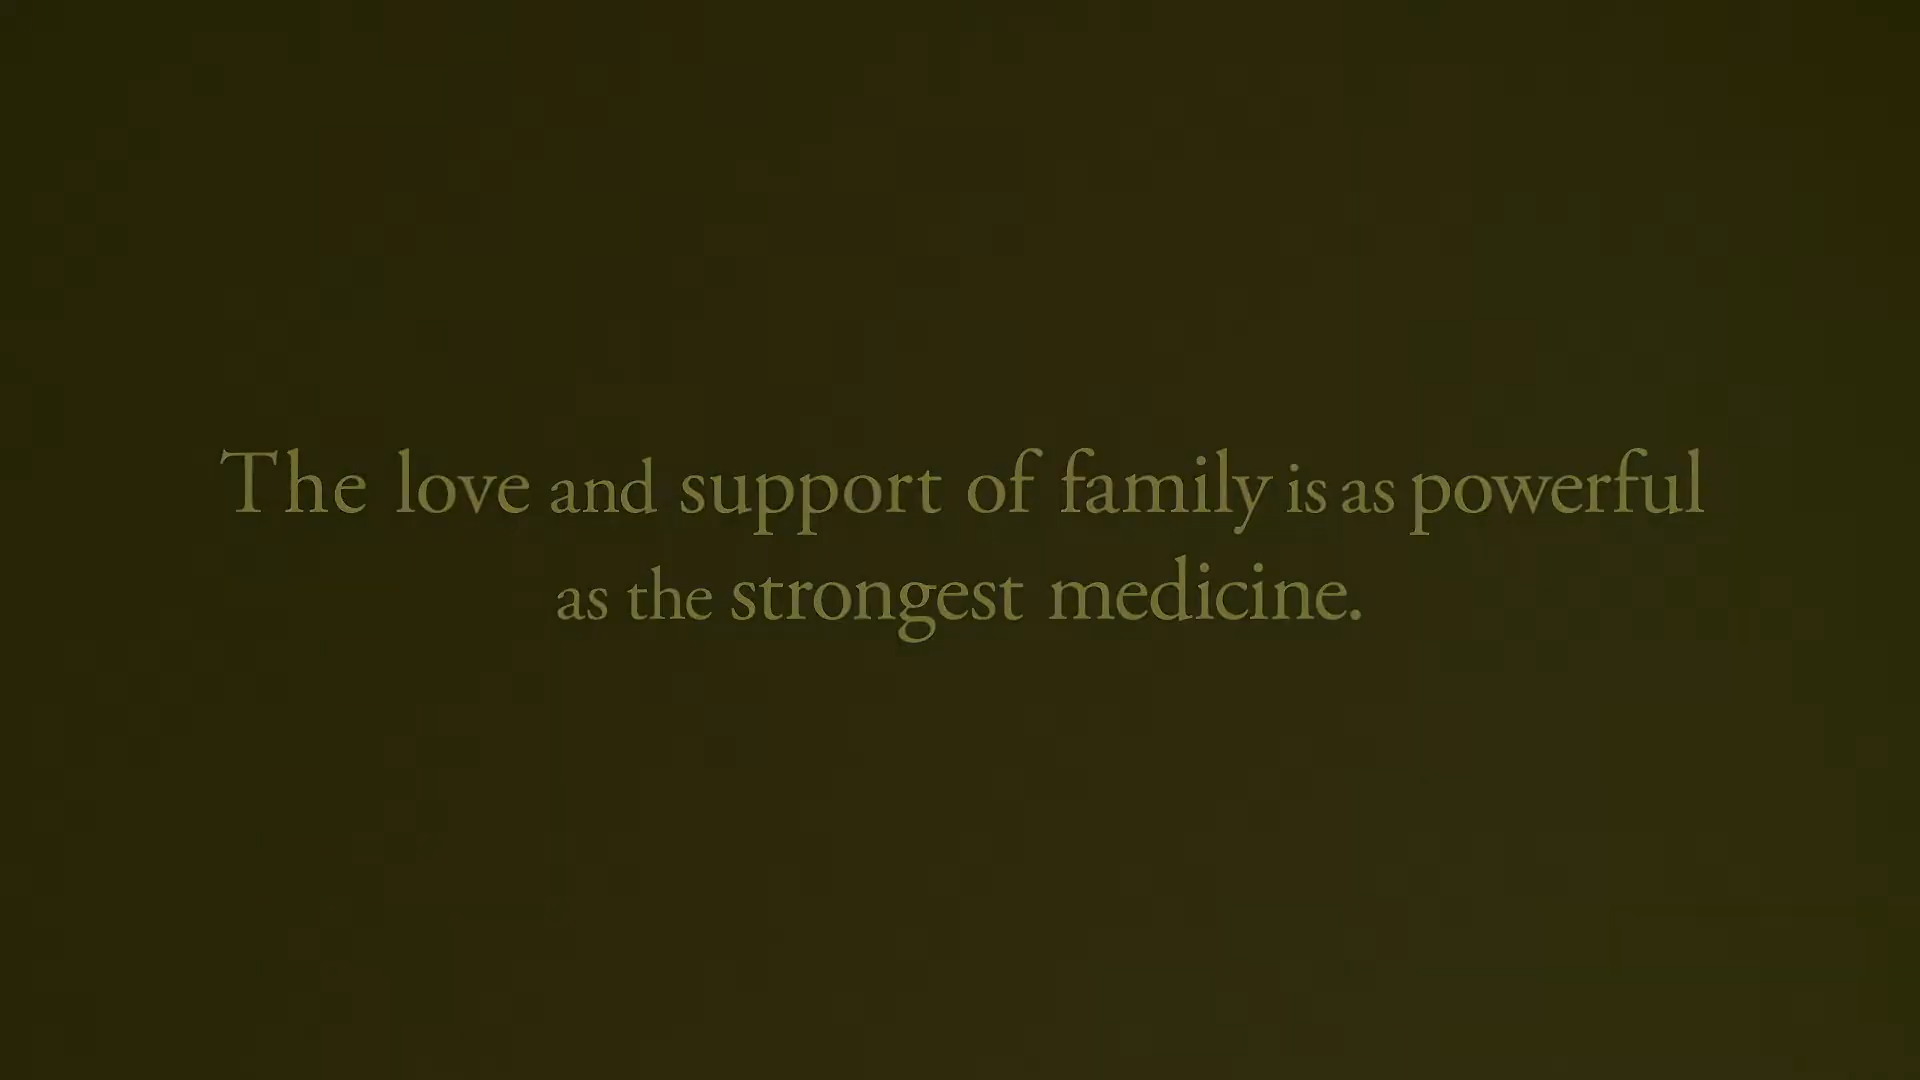 The love and support of family is as powerful
as the strongest medicine.